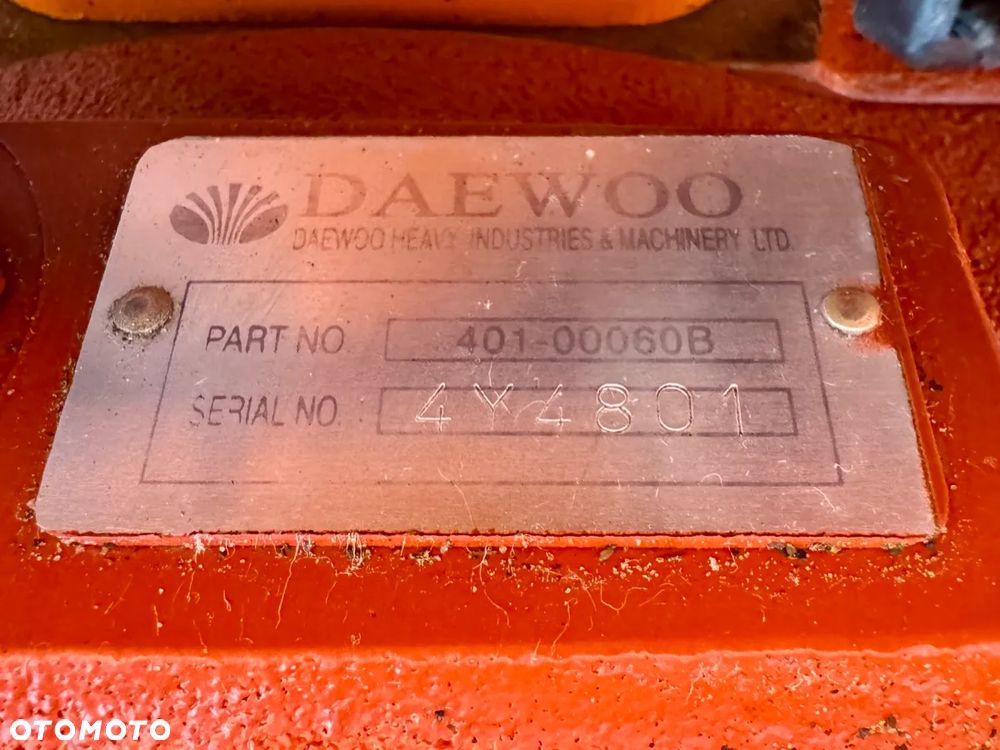 DAEWOO
DAEWOO HEAVY INDUSTRIES & MACHINERY LTD.
PART NO 401-00060B
SERIAL NO. 4Y4801
OTOMOTO